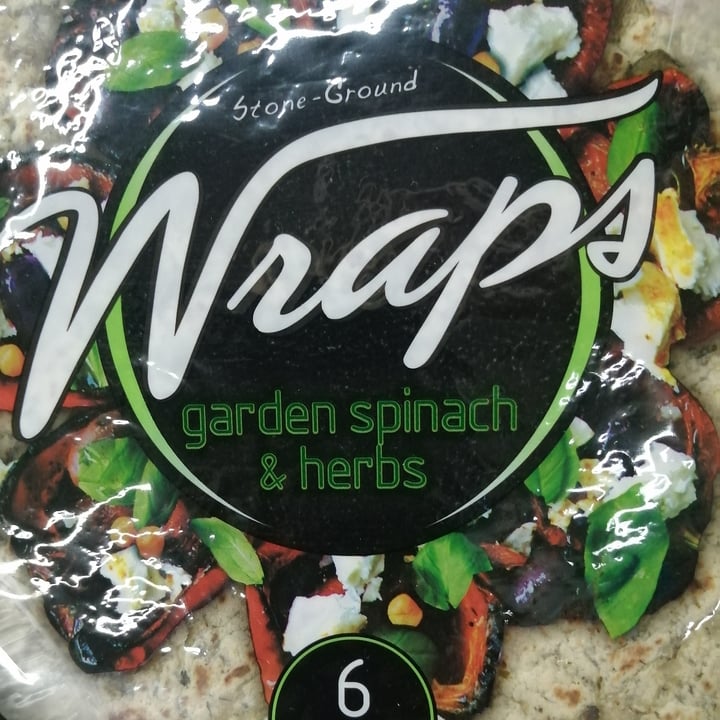 Stone-Ground
Wraps
garden spinach
& herbs
6